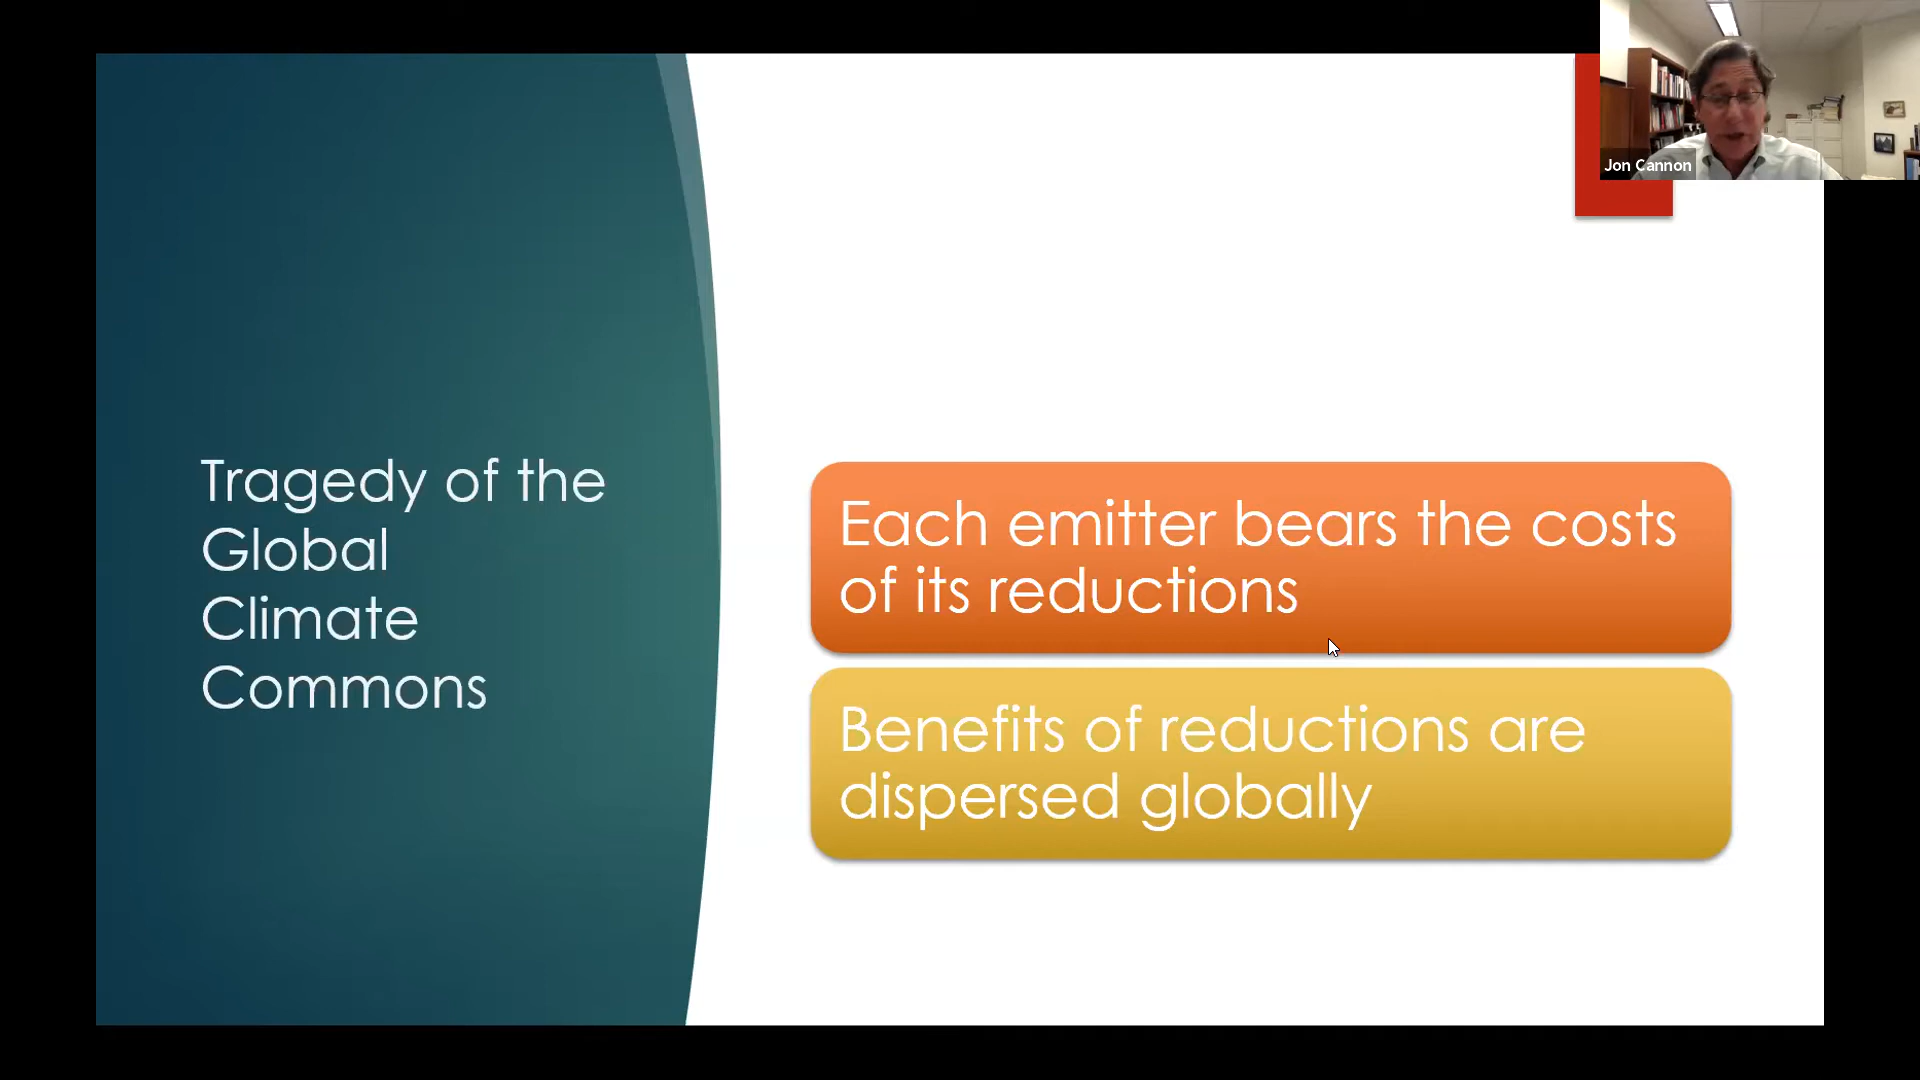 Jon Cannon
Tragedy of the
Global
Climate
Commons
Each emitter bears the costs
of its reductions
Benefits of reductions are
dispersed globally